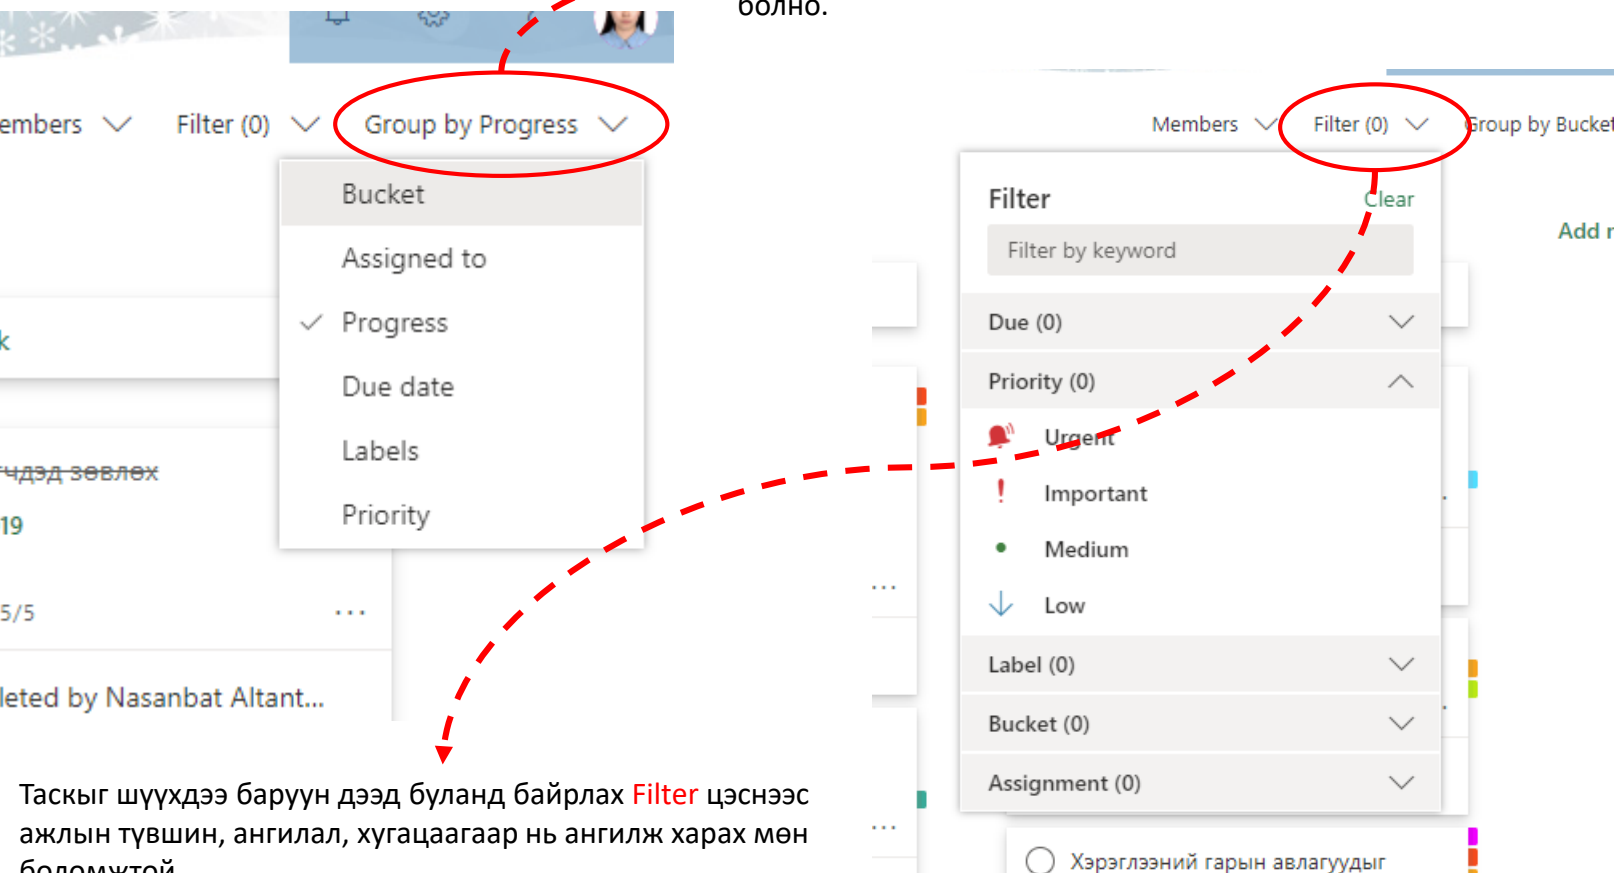 болно.
Filter (0)
Group by Progress
Bucket
Assigned to
Progress
Due date
Labels
Priority
зөвлөх
19
5/5
...
by Nasanbat Altant...
Members
Filter (0)
Group by Bucket
Filter
Clear
Add
Filter by keyword
Due (0)
Priority (0)
Urgent
Important
Medium
Low
Label (0)
Bucket (0)
Assignment (0)
...
...
Хэрэглээний гарын авлагуудыг
Таскыг шүүхдээ баруун дээд буланд байрлах Filter цэснээс
ажлын түвшин, ангилал, хугацаагаар нь ангилж харах мөн
боломжтой